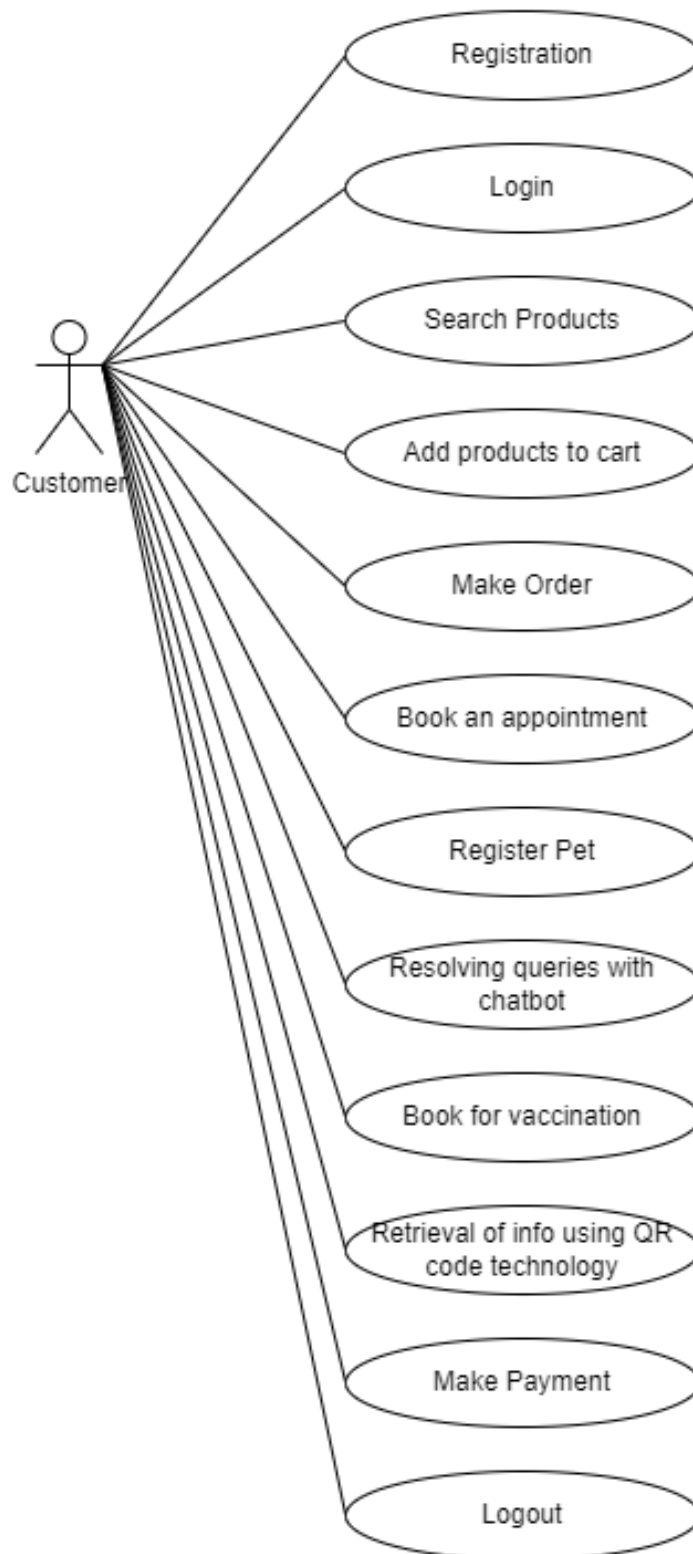 Registration
Login
Search Products
Add products to cart
Customer
Make Order
Book an appointment
Register Pet
Resolving queries with
chatbot
Book for vaccination
Retrieval of info using QR
code technology
Make Payment
Logout